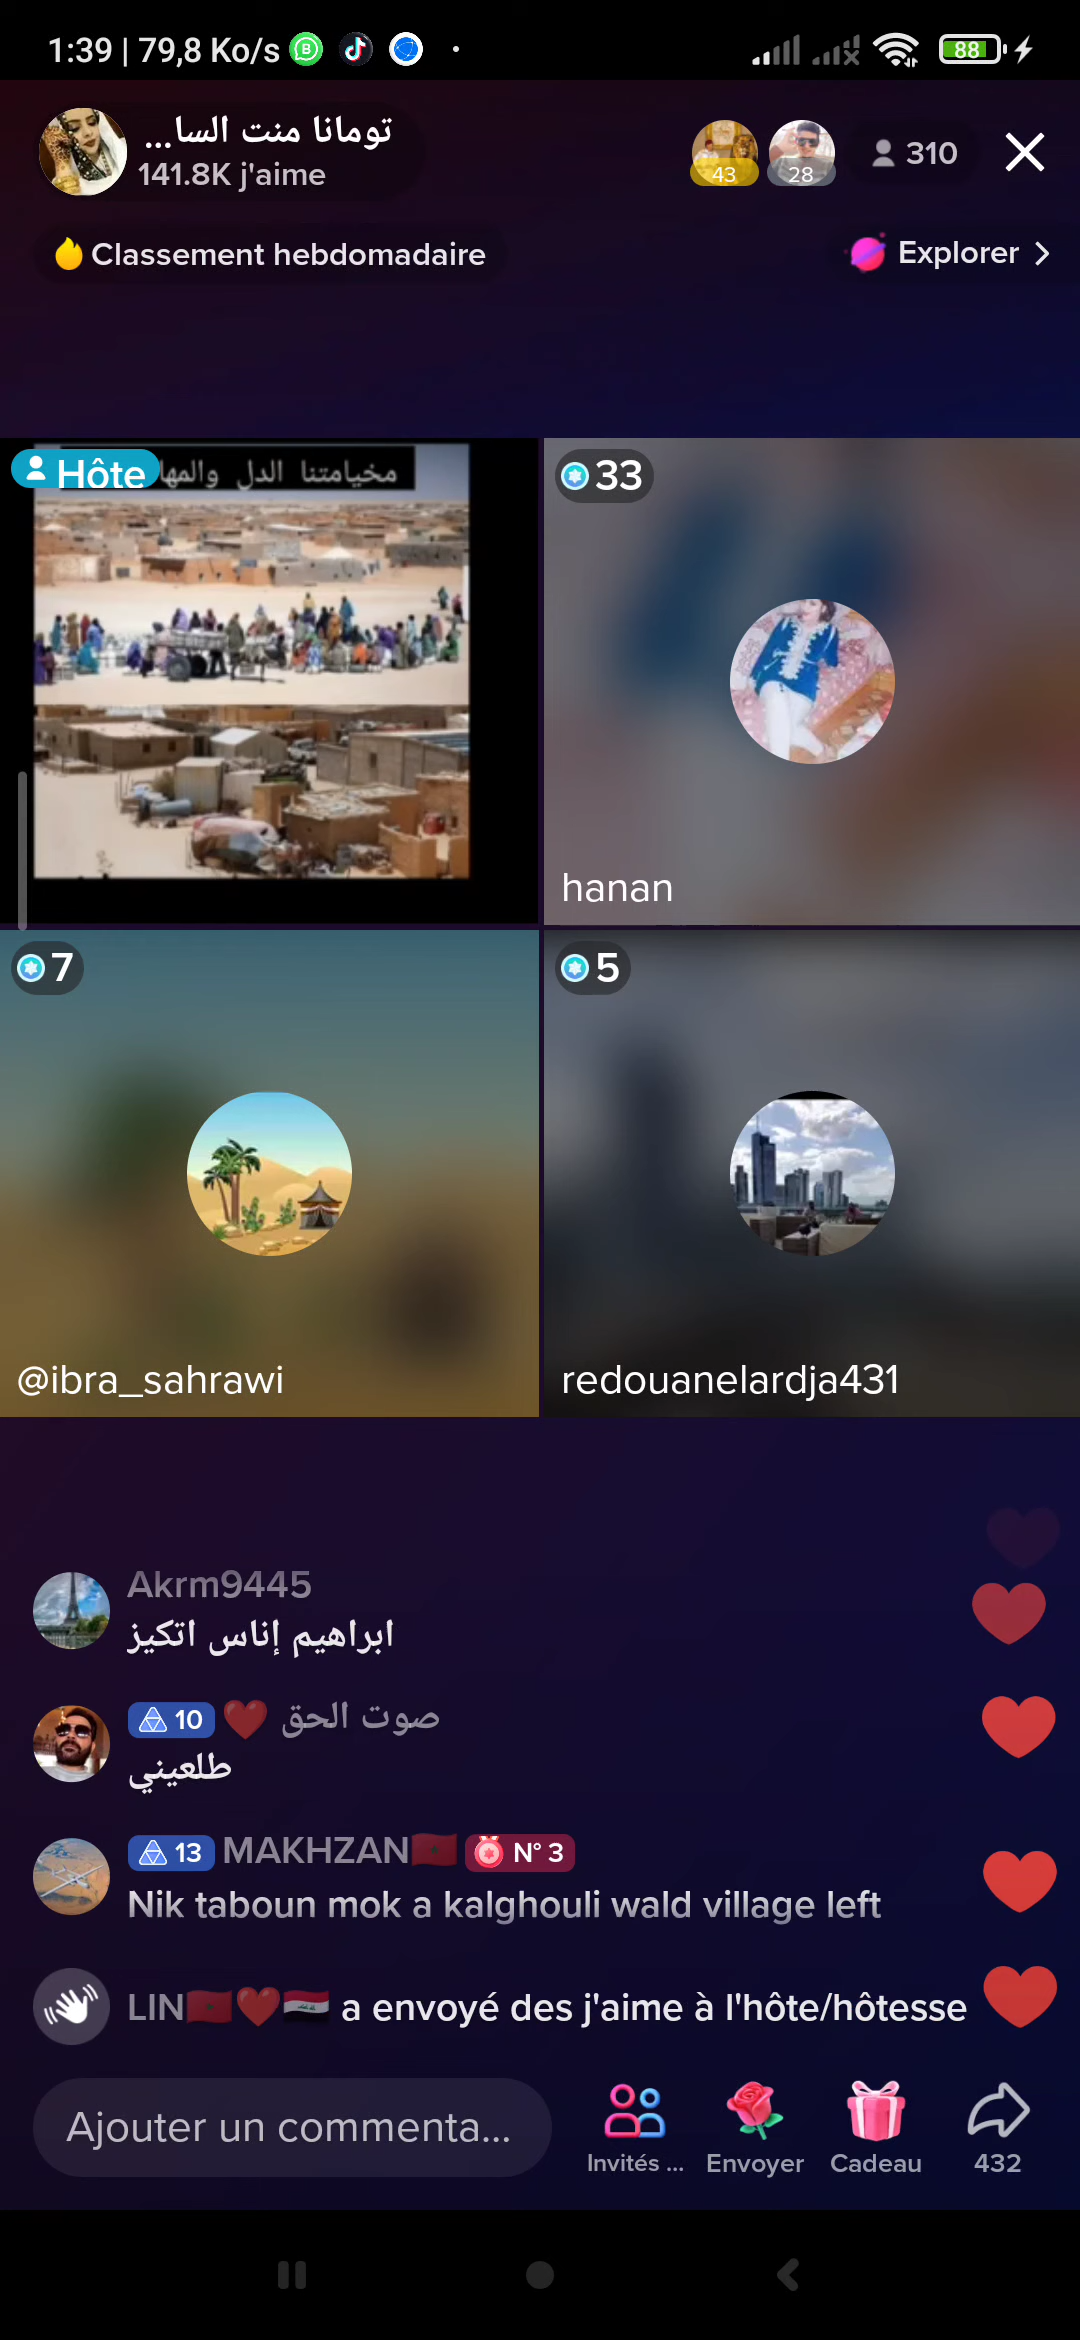 1:39 | 79,8 Ko/s
88
تومانا منت السا...
141.8K j'aime
43
28
310
Classement hebdomadaire
Explorer
Hôte
مخيامتنا الدل والمها
33
hanan
7
5
@ibra_sahrawi
redouanelardja431
Akrm9445
ابراهيم إناس اتكيز
10 ❤️ صوت الحق
طلعيني
13 MAKHZAN🇲🇦 N° 3
Nik taboun mok a kalghouli wald village left
LIN🇲🇦❤️🇮🇶 a envoyé des j'aime à l'hôte/hôtesse
Ajouter un commenta...
Invités ...
Envoyer
Cadeau
432